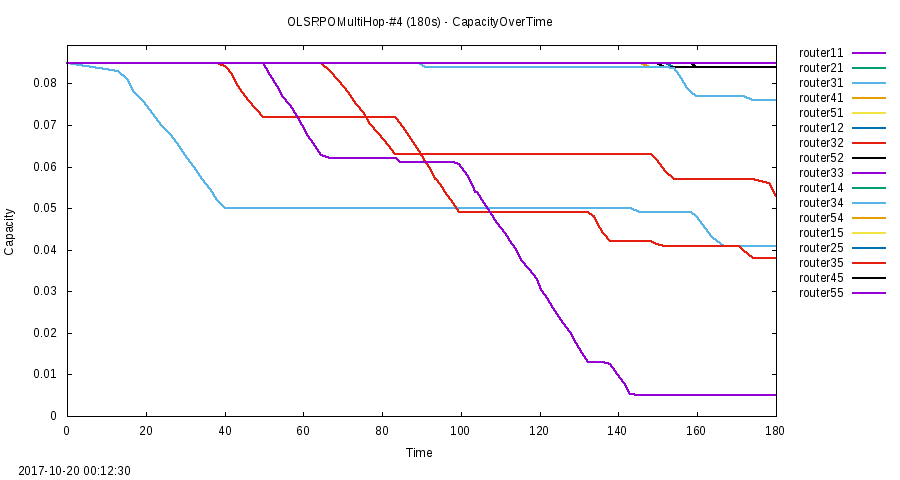 OLSRPOMultiHop-#4 (180s) - CapacityOverTime
router11
router21
router31
router41
router51
router12
router32
router52
router33
router14
router34
router54
router15
router25
router35
router45
router55
0.08
0.07
0.06
0.05
0.04
0.03
0.02
0.01
0
Capacity
0 20 40 60 80 100 120 140 160 180
Time
2017-10-20 00:12:30